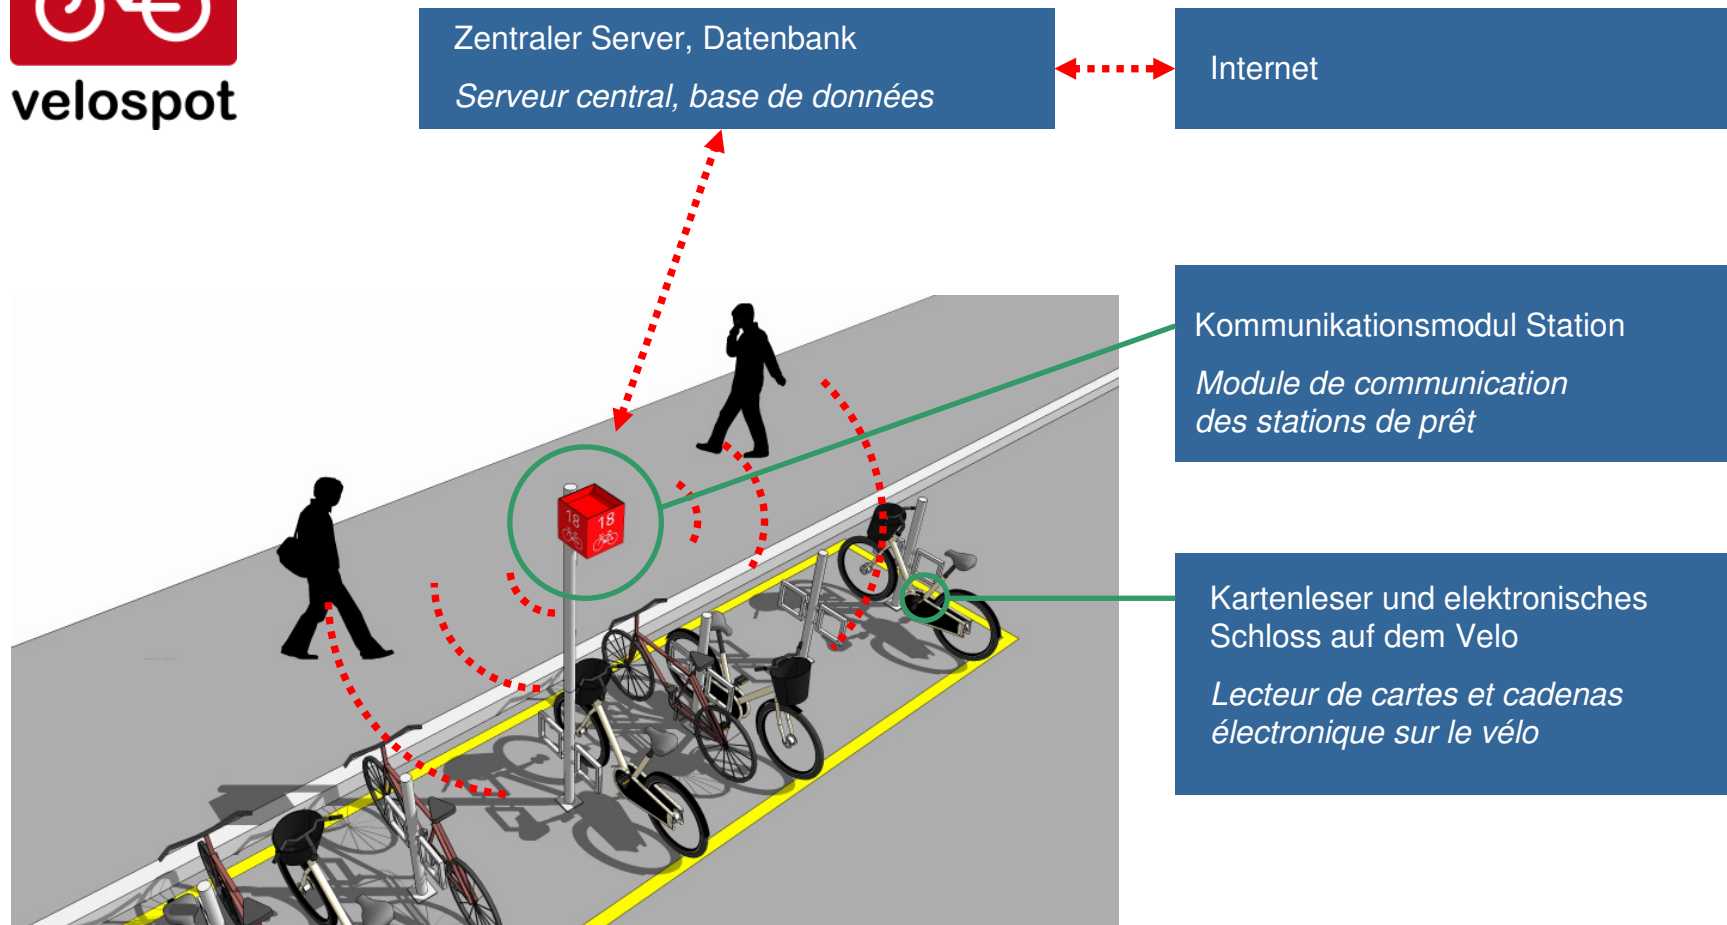 velospot
Zentraler Server, Datenbank
Serveur central, base de données
Internet
Kommunikationsmodul Station
Module de communication
des stations de prêt
18 18
Kartenleser und elektronisches
Schloss auf dem Velo
Lecteur de cartes et cadenas
électronique sur le vélo